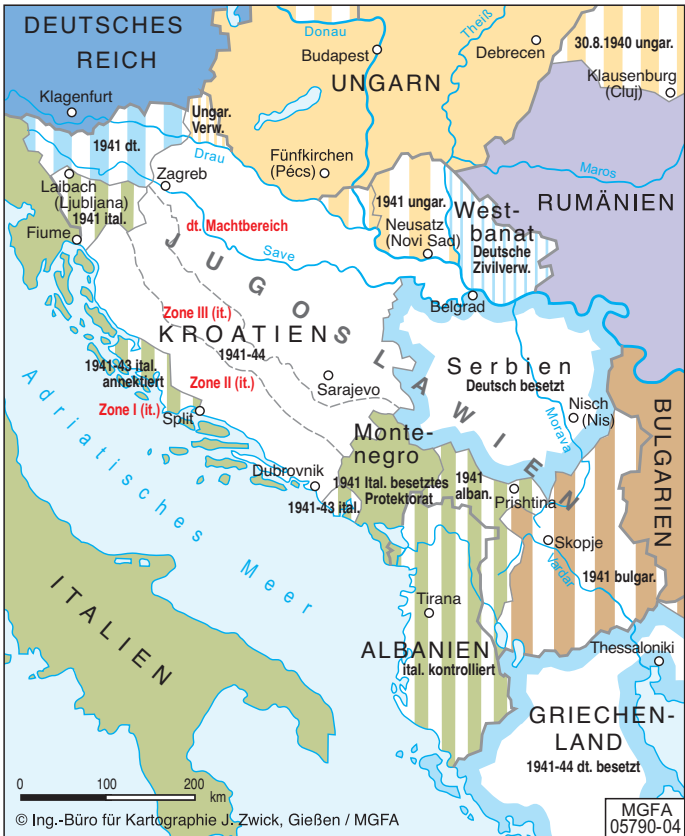 DEUTSCHES
REICH
Donau
Budapest
Theiß
Debrecen
30.8.1940 ungar.
Klausenburg
(Cluj)
UNGARN
Klagenfurt
Ungar.
Verw.
1941 dt.
Drau
Fünfkirchen
(Pécs)
Maros
Laibach
(Ljubljana)
1941 ital.
Zagreb
1941 ungar.
Neusatz
(Novi Sad)
West-
banat
Deutsche
Zivilverw.
RUMÄNIEN
Fiume
dt. Machtbereich
Save
JUGOSLAWIEN
Belgrad
Zone III (it.)
KROATIEN
1941-44
Serbien
Deutsch besetzt
1941-43 ital.
annektiert
Zone II (it.)
Sarajevo
Zone I (it.)
Split
Nisch
(Nis)
Morava
BULGARIEN
Monte-
negro
1941 Ital. besetztes
Protektorat
1941
alban.
Dubrovnik
1941-43 ital.
Prishtina
Adriatisches Meer
Skopje
Vardar
1941 bulgar.
ITALIEN
Tirana
ALBANIEN
ital. kontrolliert
Thessaloniki
GRIECHEN-
LAND
1941-44 dt. besetzt
0 100 200
km
© Ing.-Büro für Kartographie J. Zwick, Gießen / MGFA
MGFA
05790-04